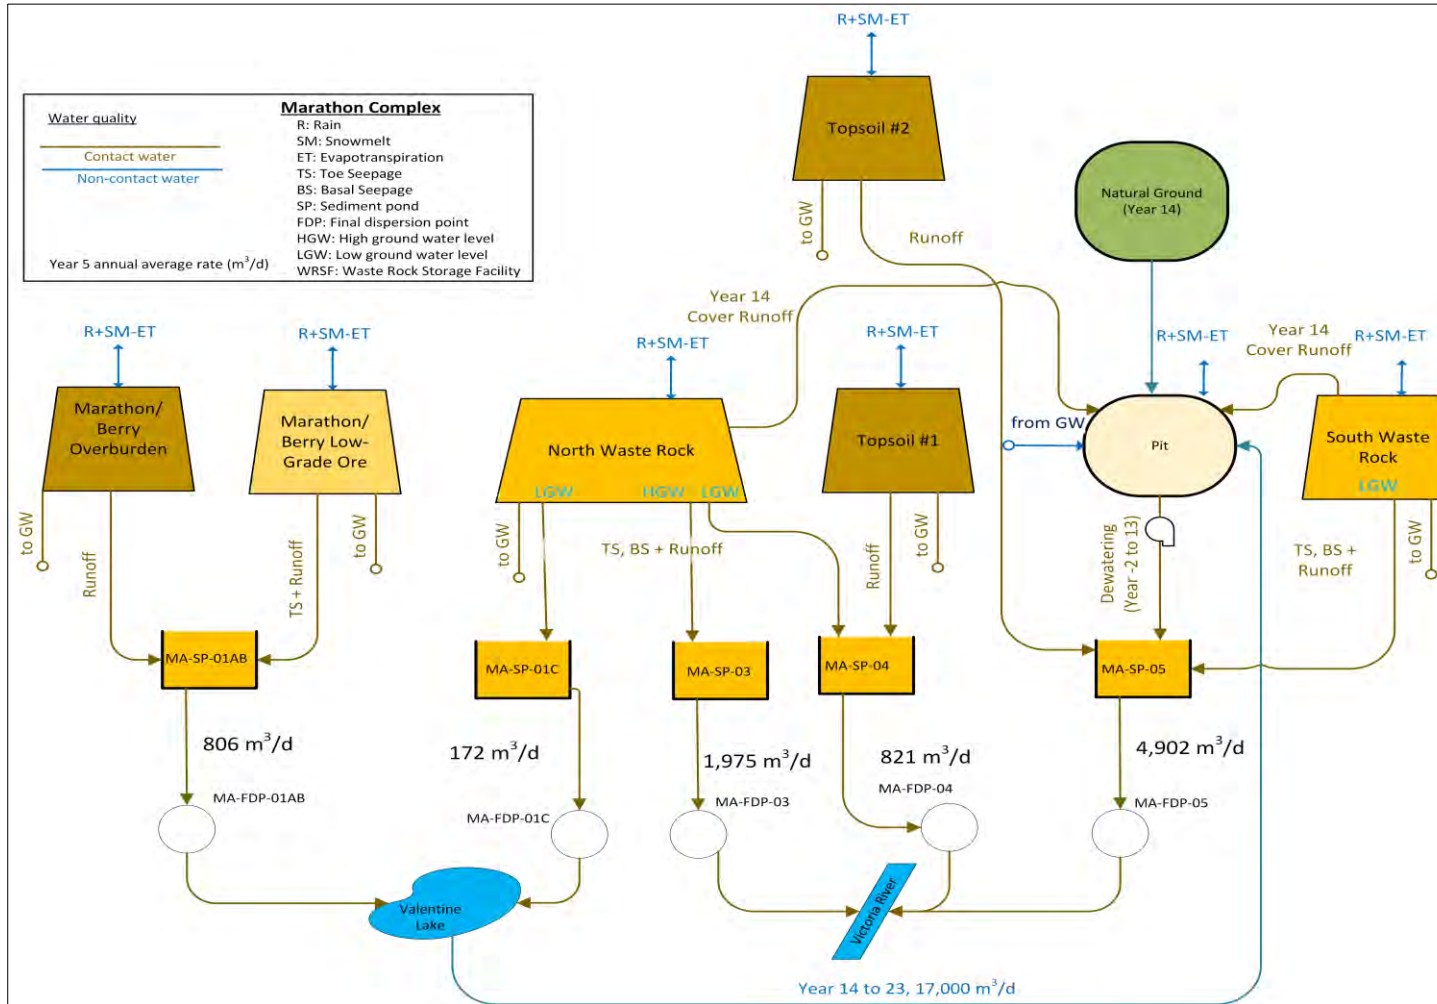 R+SM-ET
Topsoil #2
to GW
Runoff
Natural Ground
(Year 14)
Water quality
Contact water
Non-contact water
Year 5 annual average rate (m³/d)
Marathon Complex
R: Rain
SM: Snowmelt
ET: Evapotranspiration
TS: Toe Seepage
BS: Basal Seepage
SP: Sediment pond
FDP: Final dispersion point
HGW: High ground water level
LGW: Low ground water level
WRSF: Waste Rock Storage Facility
Year 14
Cover Runoff
R+SM-ET
R+SM-ET
R+SM-ET
R+SM-ET
R+SM-ET
Year 14
Cover Runoff
R+SM-ET
Marathon/
Berry
Overburden
Marathon/
Berry Low-
Grade Ore
North Waste Rock
LGW
HGW
LGW
Topsoil #1
from GW
Pit
South Waste
Rock
LGW
to GW
Runoff
TS + Runoff
to GW
to GW
TS, BS + Runoff
Runoff
to GW
Dewatering
(Year -2 to 13)
TS, BS +
Runoff
to GW
MA-SP-01AB
MA-SP-01C
MA-SP-03
MA-SP-04
MA-SP-05
806 m³/d
172 m³/d
1,975 m³/d
821 m³/d
4,902 m³/d
MA-FDP-01AB
MA-FDP-01C
MA-FDP-03
MA-FDP-04
MA-FDP-05
Valentine
Lake
Victoria River
Year 14 to 23, 17,000 m³/d